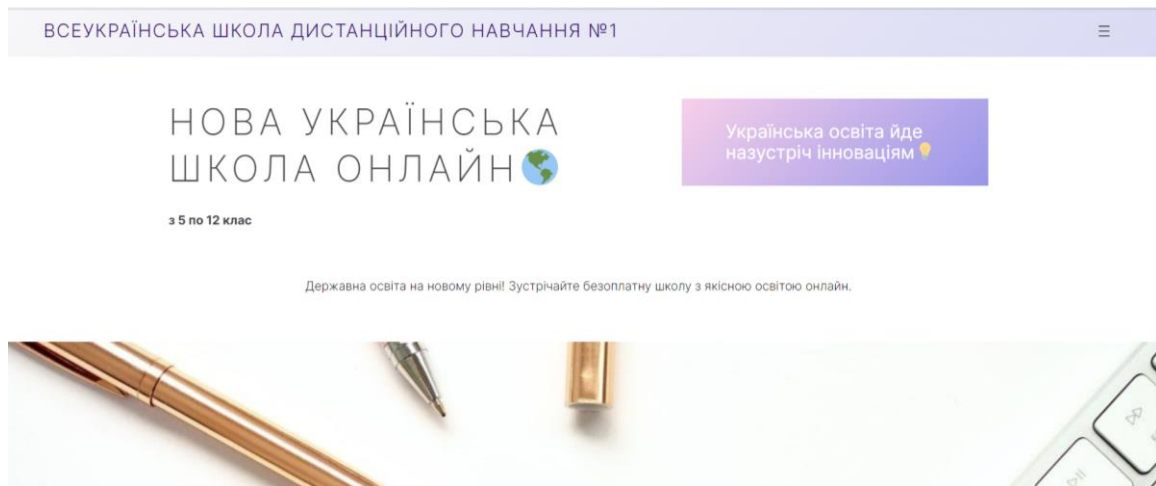 ВСЕУКРАЇНСЬКА ШКОЛА ДИСТАНЦІЙНОГО НАВЧАННЯ №1
НОВА УКРАЇНСЬКА
ШКОЛА ОНЛАЙН🌎
Українська освіта йде
назустріч інноваціям💡
з 5 по 12 клас
Державна освіта на новому рівні! Зустрічайте безоплатну школу з якісною освітою онлайн.